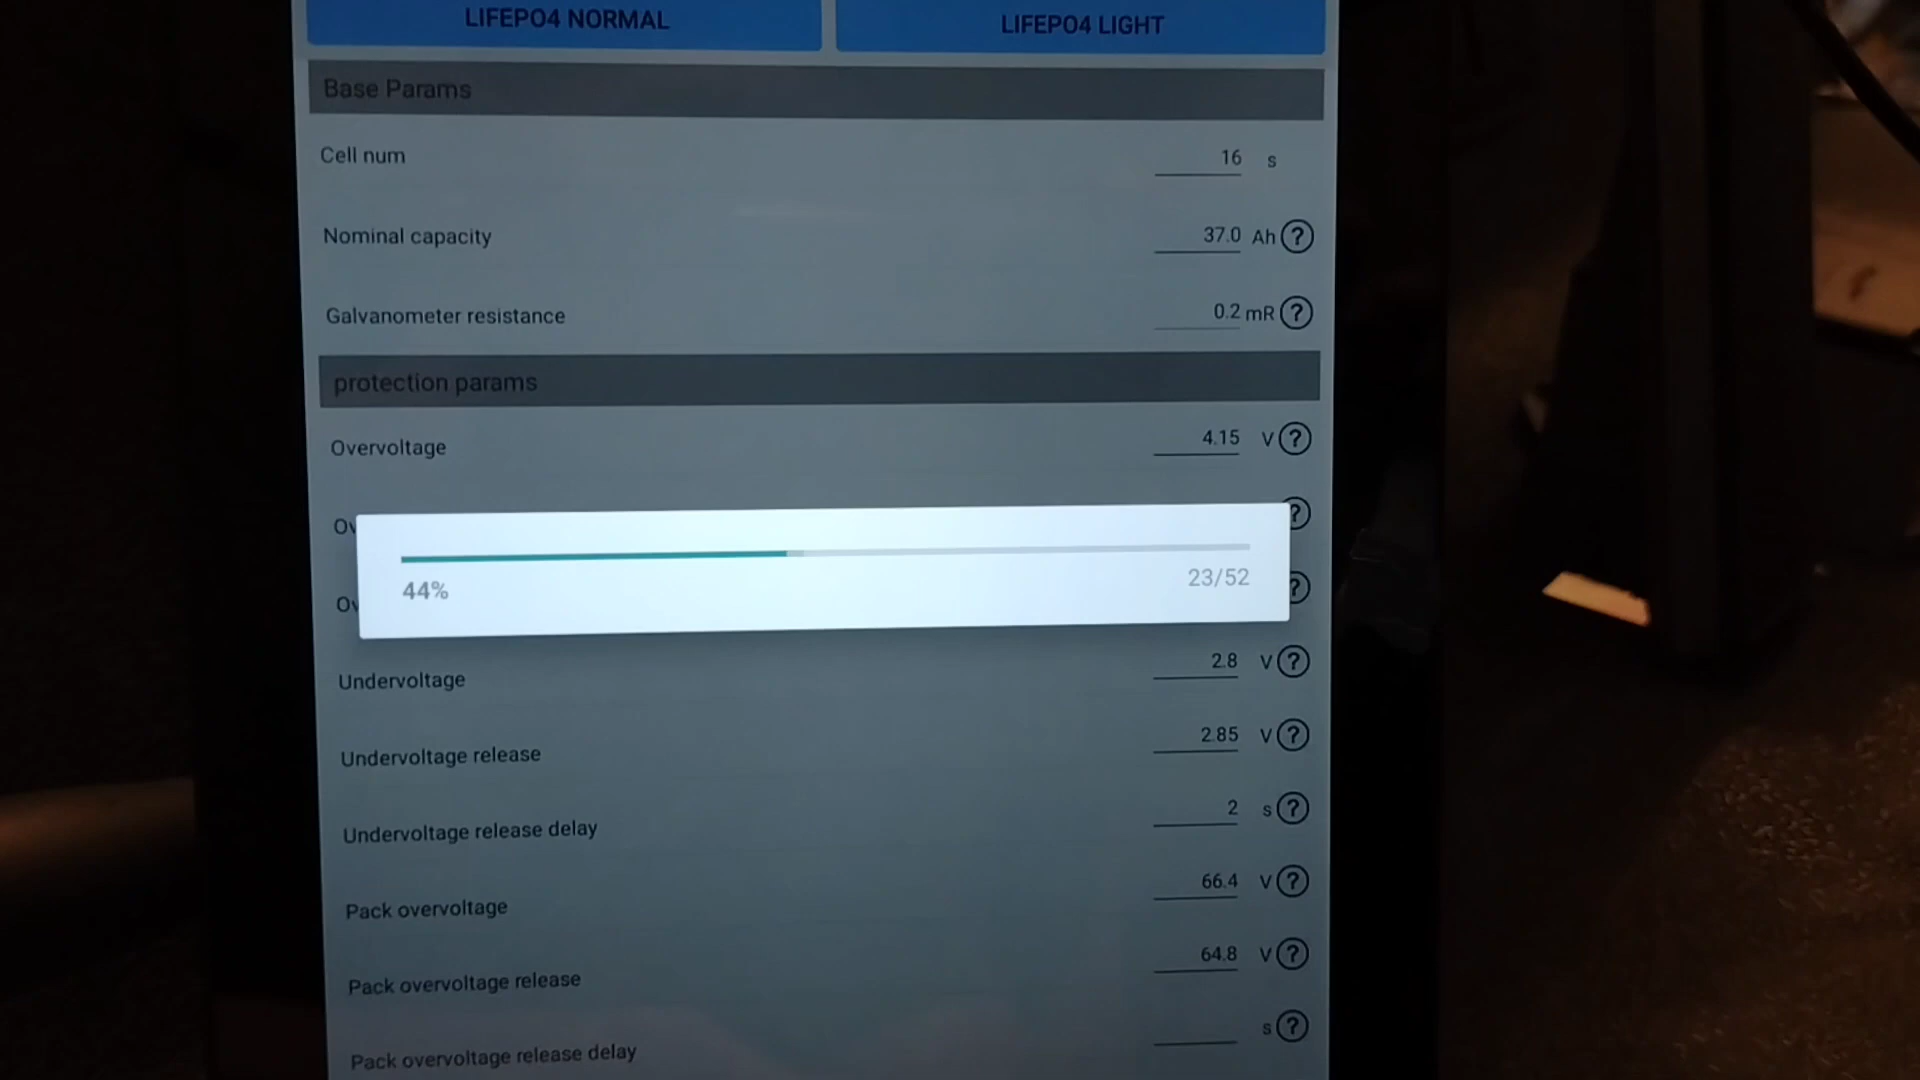 LIFEPO4 NORMAL
LIFEPO4 LIGHT
Base Params
Cell num 16 s
Nominal capacity 37.0 Ah ?
Galvanometer resistance 0.2 mR ?
protection params
Overvoltage 4.15 V ?
Ov ?
44% 23/52
Ov ?
Undervoltage 2.8 V ?
Undervoltage release 2.85 V ?
Undervoltage release delay 2 s ?
Pack overvoltage 66.4 V ?
Pack overvoltage release 64.8 V ?
Pack overvoltage release delay s ?